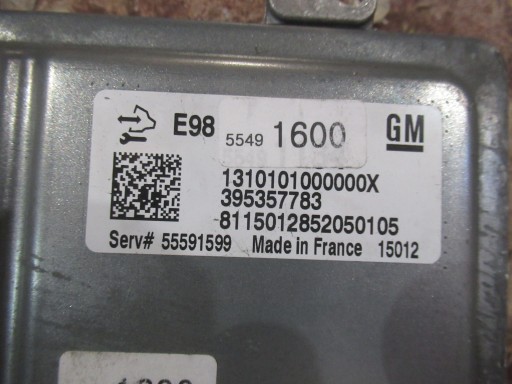 E98 5549 1600 GM
1310101000000X
395357783
8115012852050105
Serv# 55591599 Made in France 15012